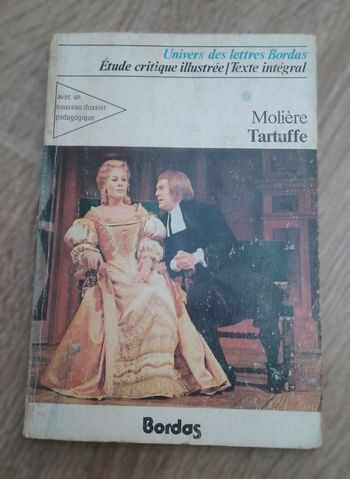 Univers des lettres Bordas
Étude critique illustrée/Texte intégral
avec un
nouveau dossier
pédagogique
Molière
Tartuffe
Bordas